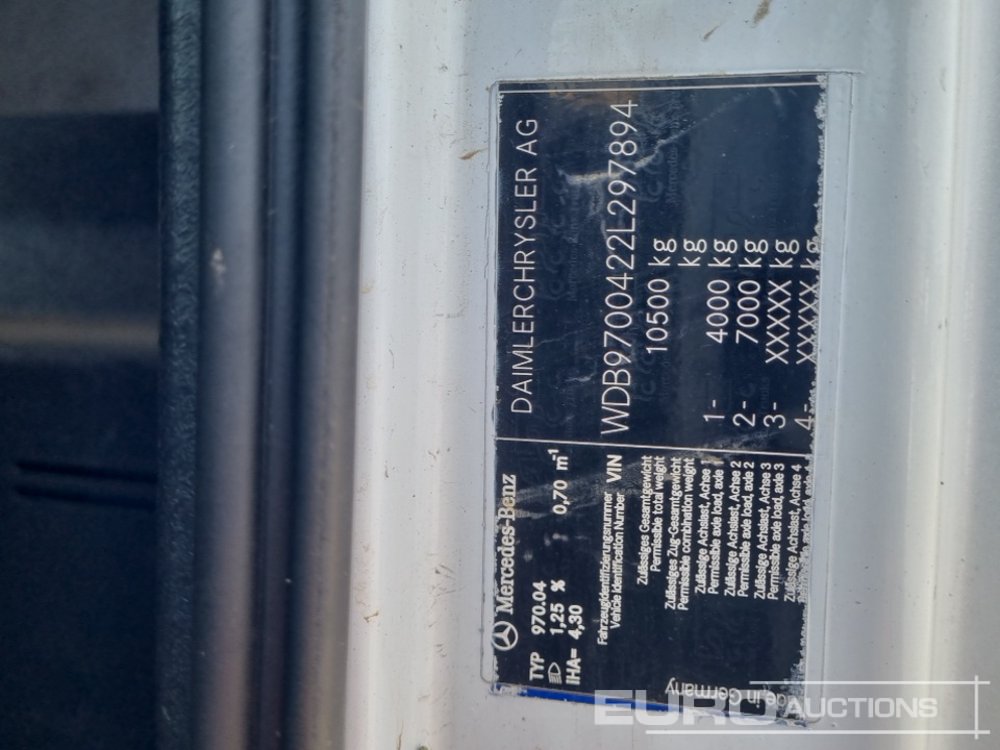 Mercedes-Benz DAIMLERCHRYSLER AG
TYP 970.04
1,25 % 0,70 m⁻¹
IHA= 4,30
Fahrzeugidentifizierungsnummer
Vehicle Identification Number VIN WDB9700422L297894
Zulässiges Gesamtgewicht
Permissible total weight 10500 kg
Zulässiges Zug-Gesamtgewicht
Permissible combination weight kg
Zulässige Achslast, Achse 1
Permissible axle load, axle 1 1- 4000 kg
Zulässige Achslast, Achse 2
Permissible axle load, axle 2 2- 7000 kg
Zulässige Achslast, Achse 3
Permissible axle load, axle 3 3- XXXXX kg
Zulässige Achslast, Achse 4
4- XXXXX kg
in Germany
EURO AUCTIONS